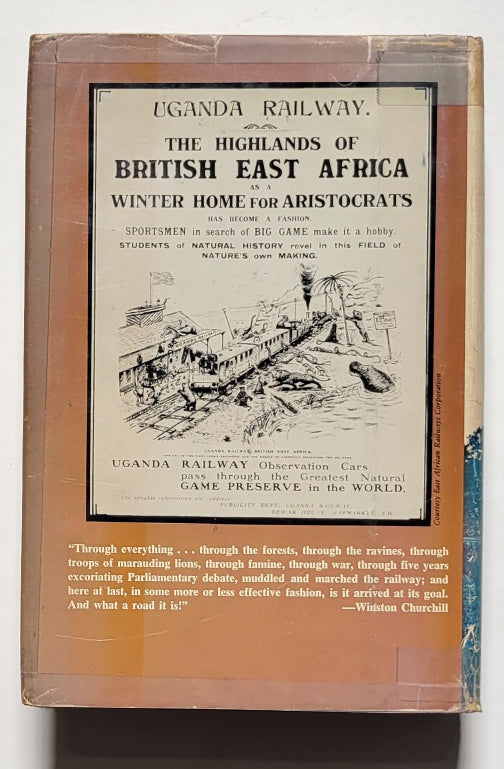 UGANDA RAILWAY.
THE HIGHLANDS OF
BRITISH EAST AFRICA
AS A
WINTER HOME FOR ARISTOCRATS
HAS BECOME A FASHION.
SPORTSMEN in search of BIG GAME make it a hobby.
STUDENTS of NATURAL HISTORY revel in this FIELD of
NATURE'S own MAKING.
UGANDA RAILWAY, BRITISH EAST AFRICA.
UGANDA RAILWAY Observation Cars
pass through the Greatest Natural
GAME PRESERVE in the WORLD.
For reliable information etc. address:
PUBLICITY DEPT., UGANDA RAILWAY,
DEWAR HOUSE, HAYMARKET, S.W.
Courtesy East African Railways Corporation
“Through everything . . . through the forests, through the ravines, through
troops of marauding lions, through famine, through war, through five years
excoriating Parliamentary debate, muddled and marched the railway; and
here at last, in some more or less effective fashion, is it arrived at its goal.
And what a road it is!” —Winston Churchill